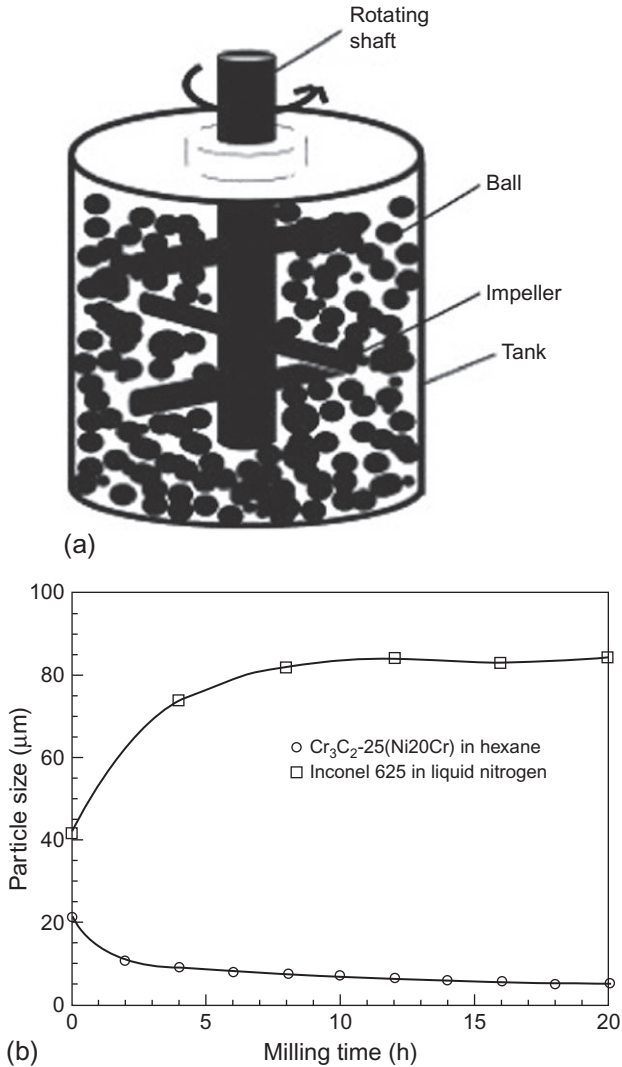 Rotating
shaft
Ball
Impeller
Tank
(a)
100
80
60
40
20
0
Particle size (μm)
Cr₃C₂-25(Ni20Cr) in hexane
Inconel 625 in liquid nitrogen
0 5 10 15 20
Milling time (h)
(b)